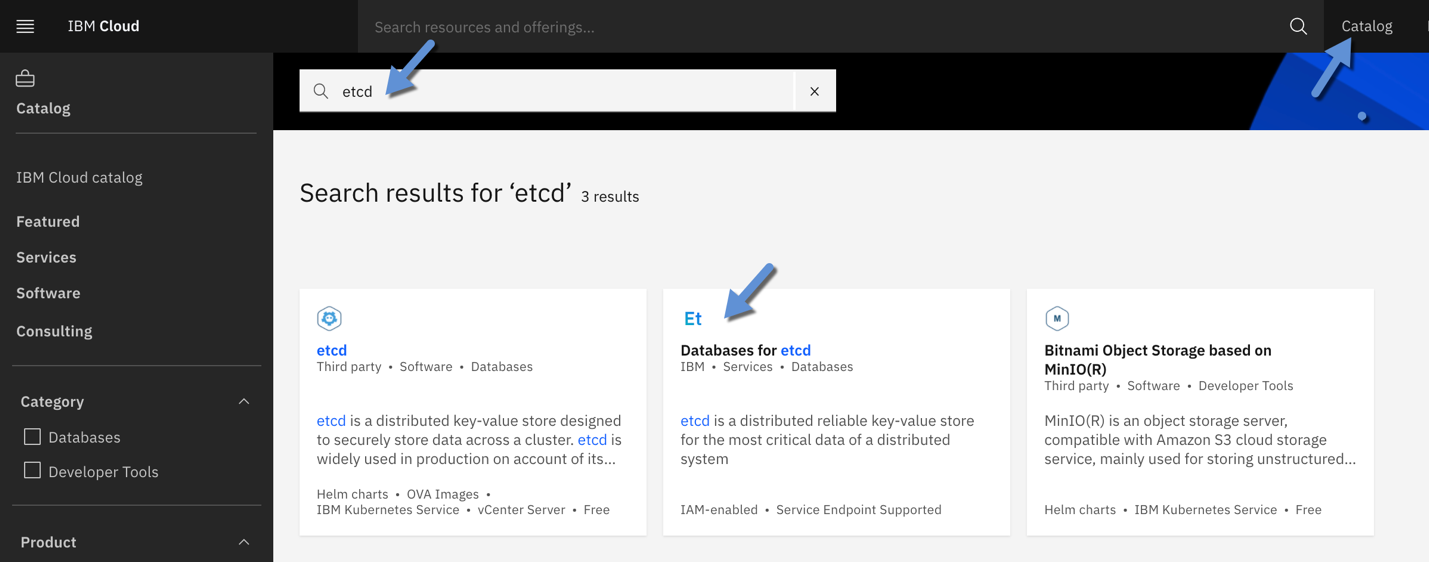 IBM Cloud
Search resources and offerings...
Catalog
etcd
Catalog
IBM Cloud catalog
Featured
Services
Software
Consulting
Category
Databases
Developer Tools
Product
Search results for ‘etcd’ 3 results
etcd
Third party • Software • Databases
etcd is a distributed key-value store designed
to securely store data across a cluster. etcd is
widely used in production on account of its...
Helm charts • OVA Images •
IBM Kubernetes Service • vCenter Server • Free
Et
Databases for etcd
IBM • Services • Databases
etcd is a distributed reliable key-value store
for the most critical data of a distributed
system
IAM-enabled • Service Endpoint Supported
M
Bitnami Object Storage based on
MinIO(R)
Third party • Software • Developer Tools
MinIO(R) is an object storage server,
compatible with Amazon S3 cloud storage
service, mainly used for storing unstructured...
Helm charts • IBM Kubernetes Service • Free